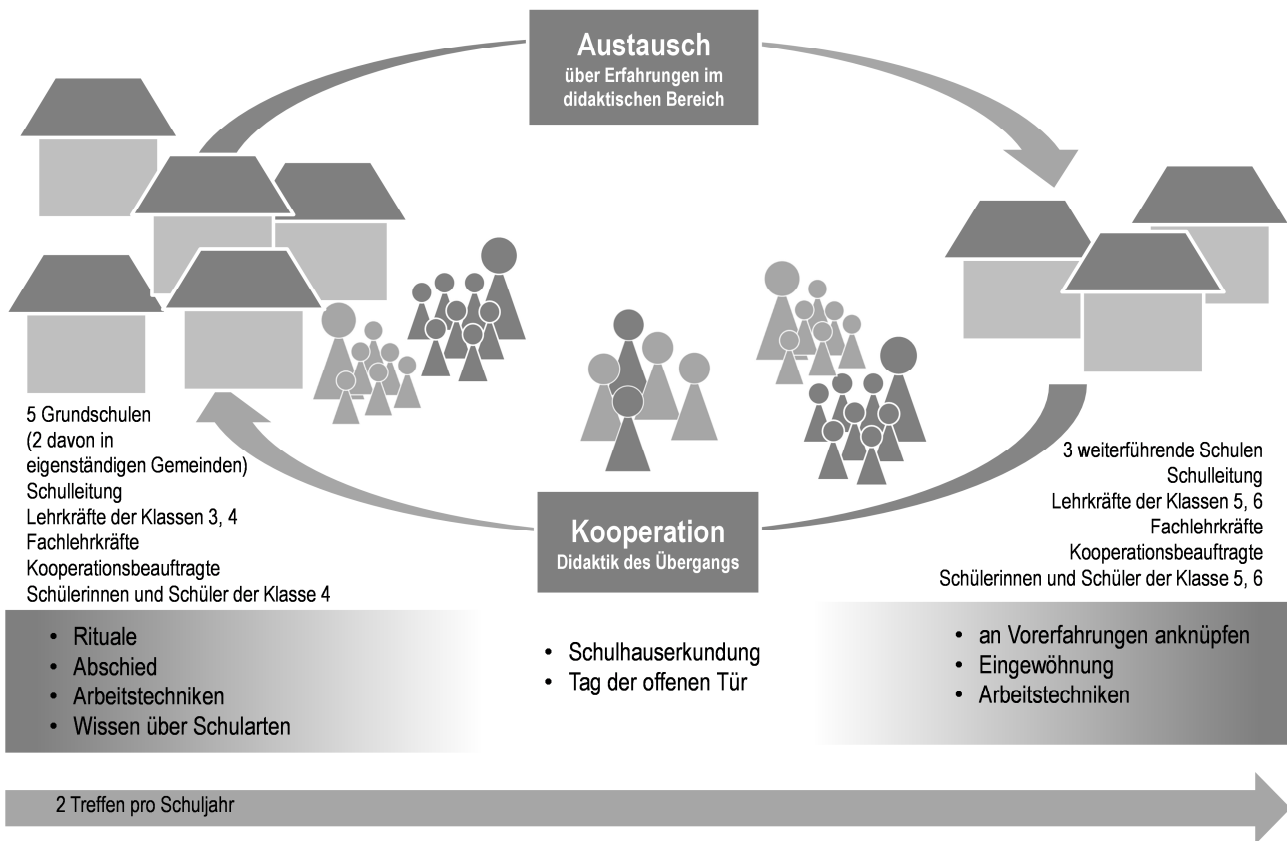 Austausch
über Erfahrungen im
didaktischen Bereich
5 Grundschulen
(2 davon in
eigenständigen Gemeinden)
Schulleitung
Lehrkräfte der Klassen 3, 4
Fachlehrkräfte
Kooperationsbeauftragte
Schülerinnen und Schüler der Klasse 4
Kooperation
Didaktik des Übergangs
3 weiterführende Schulen
Schulleitung
Lehrkräfte der Klassen 5, 6
Fachlehrkräfte
Kooperationsbeauftragte
Schülerinnen und Schüler der Klasse 5, 6
• Rituale
• Abschied
• Arbeitstechniken
• Wissen über Schularten
• Schulhauserkundung
• Tag der offenen Tür
• an Vorerfahrungen anknüpfen
• Eingewöhnung
• Arbeitstechniken
2 Treffen pro Schuljahr